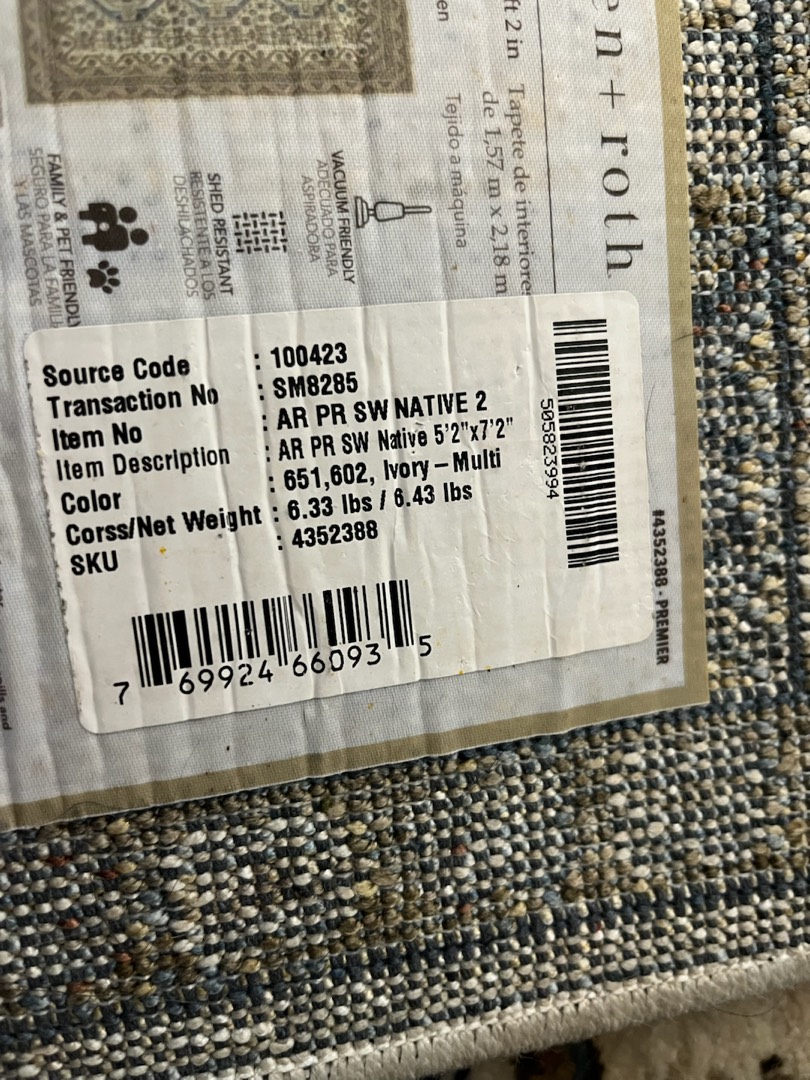 en + roth
ft 2 in Tapete de interiores
de 1,57 m x 2,18 m
en Tejido a máquina
VACUUM FRIENDLY
ADECUADO PARA
ASPIRADORA
SHED RESISTANT
RESISTENTE A LOS
DESHILACHADOS
FAMILY & PET FRIENDLY
SEGURO PARA LA FAMILI
Y LAS MASCOTAS
Source Code : 100423
Transaction No : SM8285
Item No : AR PR SW NATIVE 2
Item Description : AR PR SW Native 5'2"x7'2"
Color : 651,602, Ivory-Multi
Corss/Net Weight : 6.33 lbs / 6.43 lbs
SKU : 4352388
7 69924 66093 5
505823994
#4352388 - PREMIER
ills and